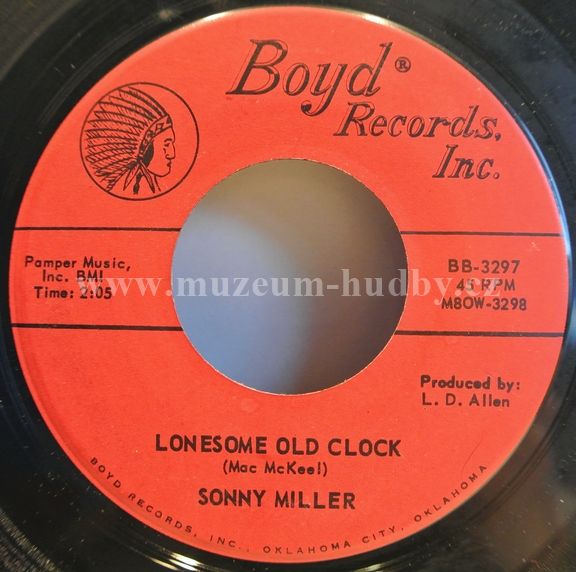 Boyd®
Records,
Inc.
Pamper Music,
Inc. BMI
Time: 2:05
BB-3297
45 RPM
M8OW-3298
www.muzeum-hudby.cz
Produced by:
L. D. Allen
LONESOME OLD CLOCK
(Mac McKeel)
SONNY MILLER
BOYD RECORDS, INC., OKLAHOMA CITY, OKLAHOMA